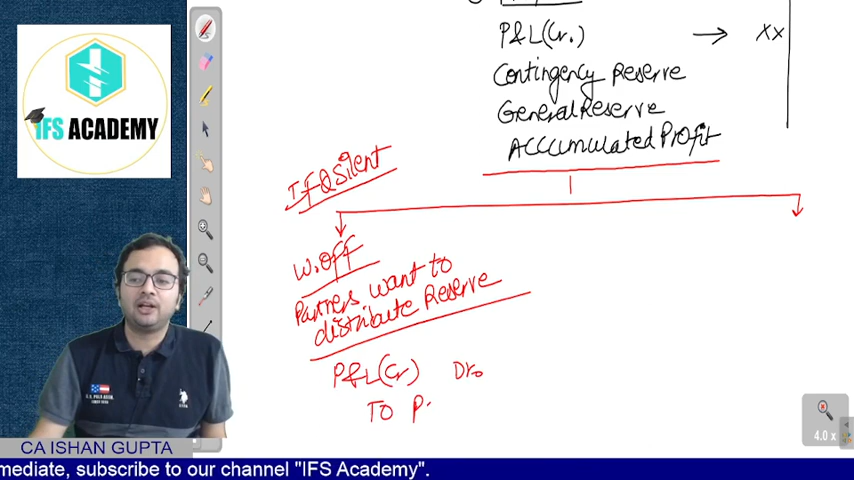 P&L(Cr.) → xx
Contingency Reserve
General Reserve
ACCCumulated Profit
IF Q Silent
W.OFF
Partners want to
distribute Reserve
P&L(Cr) Dr.
TO P.
IFS ACADEMY
4.0 x
CA ISHAN GUPTA
mediate, subscribe to our channel "IFS Academy".